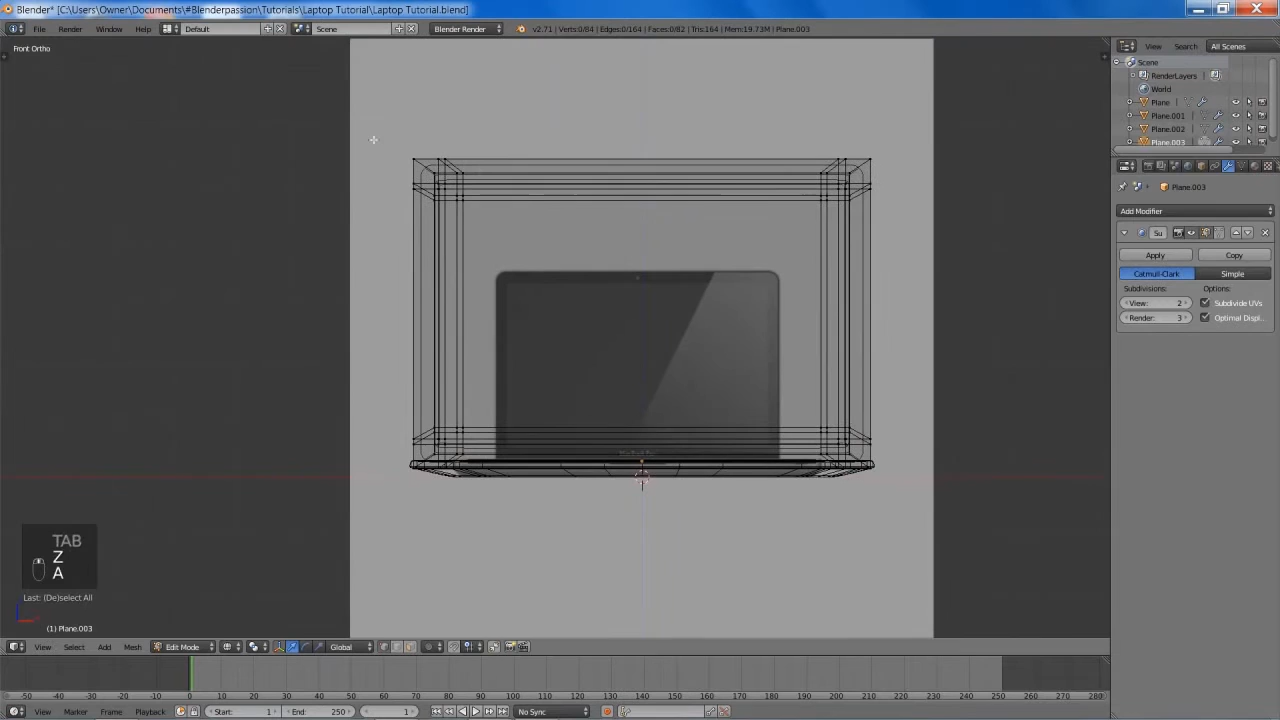 Blender* [C:\Users\Owner\Documents\#Blenderpassion\Tutorials\Laptop Tutorial\Laptop Tutorial.blend]
File Render Window Help Default Scene Blender Render v2.71 | Verts:0/84 | Edges:0/164 | Faces:0/82 | Tris:164 | Mem:19.73M | Plane.003
View Search All Scenes
Front Ortho
Scene
RenderLayers
World
Plane
Plane.001
Plane.002
Plane.003
Plane.003
Add Modifier
Su
Apply Copy
Catmull-Clark Simple
Subdivisions: Options:
View: 2 Subdivide UVs
Render: 3 Optimal Displ..
TAB
Z
A
Last: (De)select All
(1) Plane.003
View Select Add Mesh Edit Mode Global
-50 -40 -30 -20 -10 0 10 20 30 40 50 60 70 80 90 100 110 120 130 140 150 160 170 180 190 200 210 220 230 240 250 260 270 280
View Marker Frame Playback Start: 1 End: 250 1 No Sync